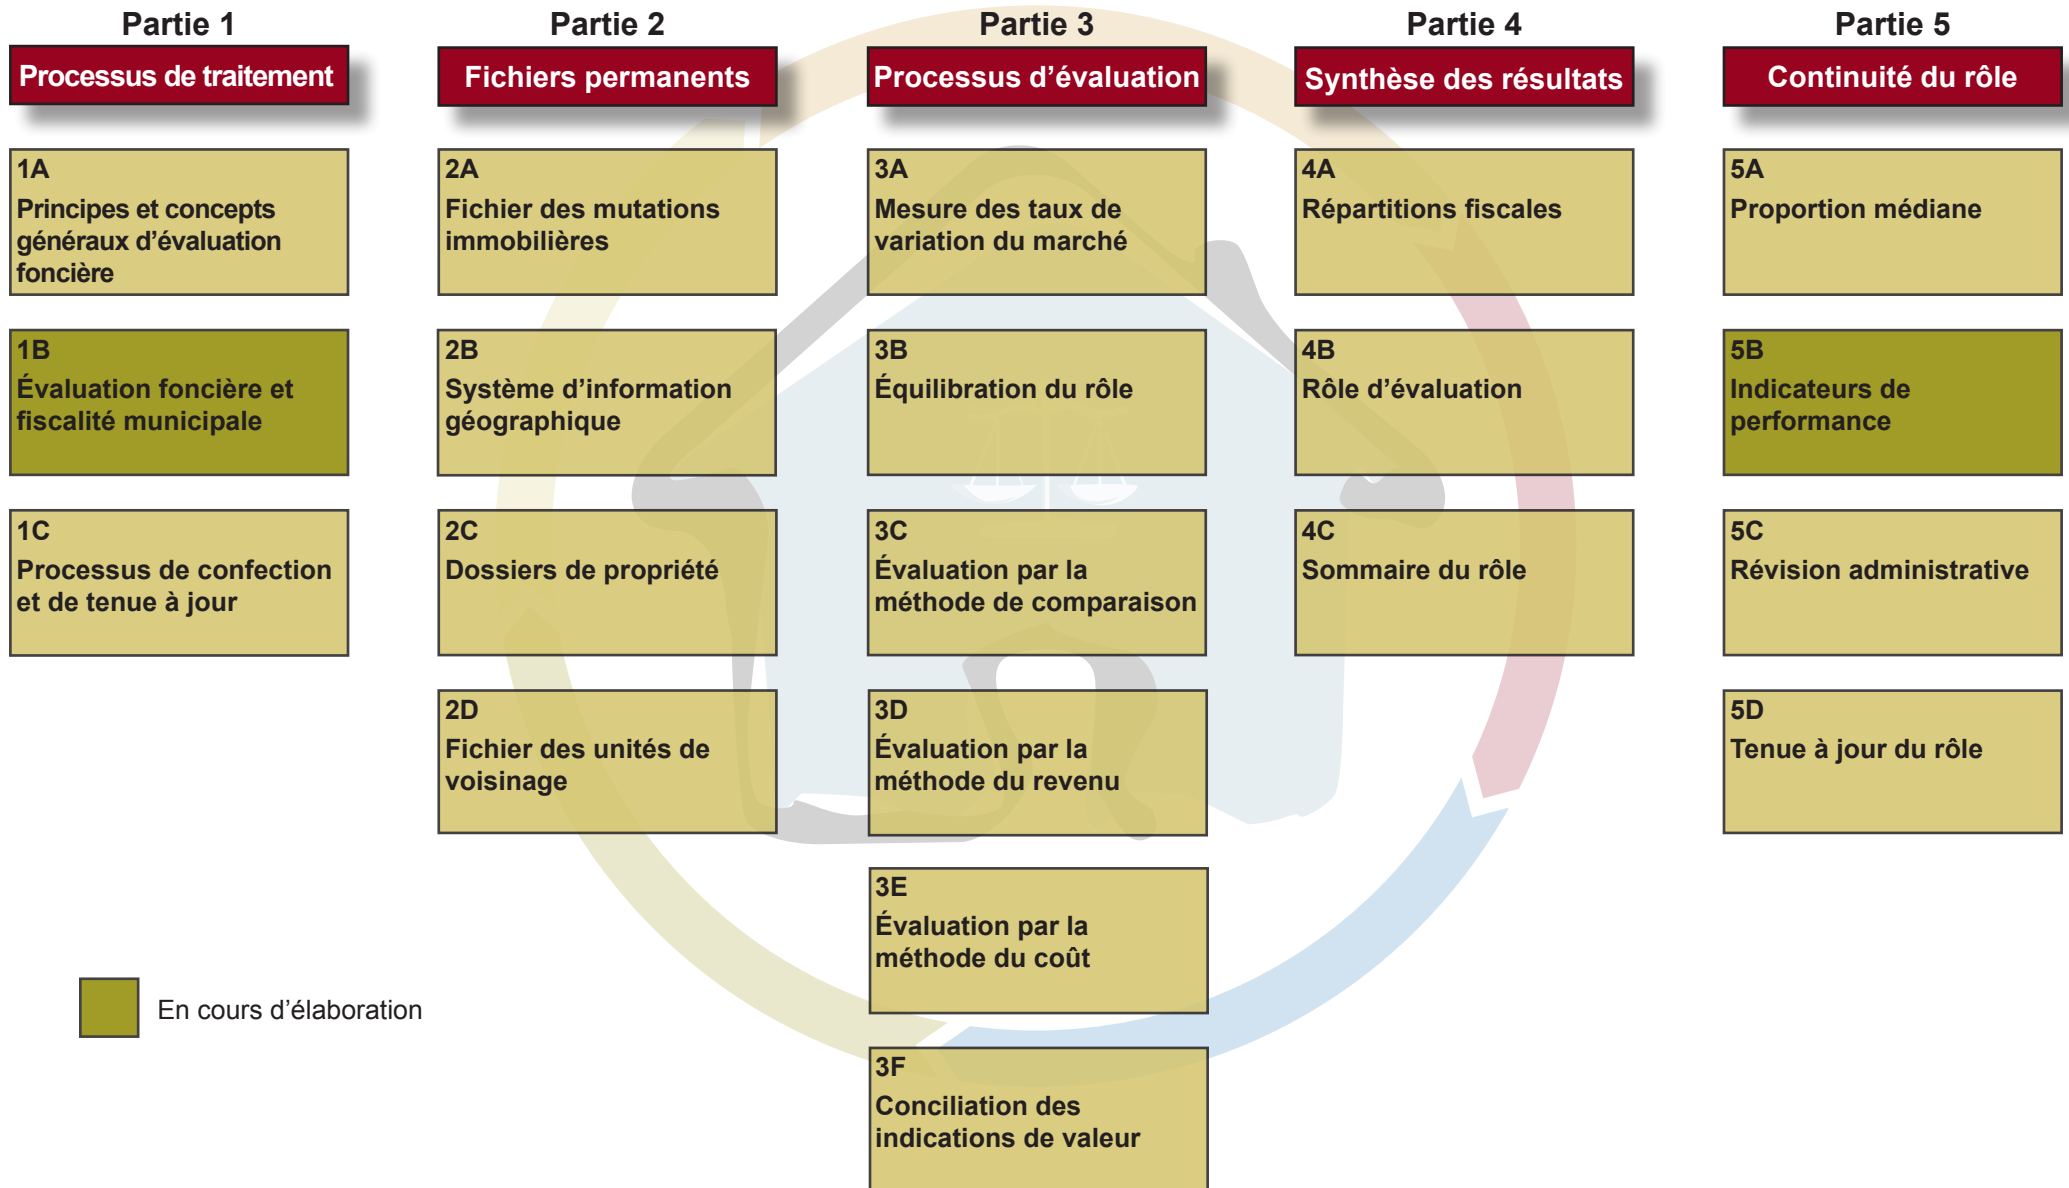 Partie 1
Processus de traitement
1A
Principes et concepts
généraux d’évaluation
foncière
1B
Évaluation foncière et
fiscalité municipale
1C
Processus de confection
et de tenue à jour
Partie 2
Fichiers permanents
2A
Fichier des mutations
immobilières
2B
Système d’information
géographique
2C
Dossiers de propriété
2D
Fichier des unités de
voisinage
Partie 3
Processus d’évaluation
3A
Mesure des taux de
variation du marché
3B
Équilibration du rôle
3C
Évaluation par la
méthode de comparaison
3D
Évaluation par la
méthode du revenu
3E
Évaluation par la
méthode du coût
3F
Conciliation des
indications de valeur
Partie 4
Synthèse des résultats
4A
Répartitions fiscales
4B
Rôle d’évaluation
4C
Sommaire du rôle
Partie 5
Continuité du rôle
5A
Proportion médiane
5B
Indicateurs de
performance
5C
Révision administrative
5D
Tenue à jour du rôle
En cours d’élaboration